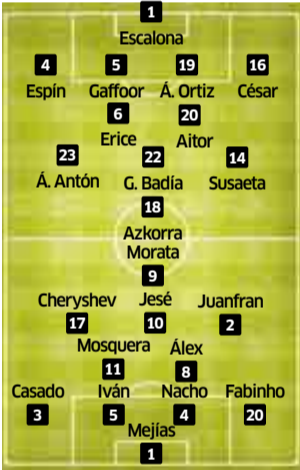 1
Escalona
4 5 19 16
Espín Gaffoor Á. Ortiz César
6 20
Erice Aitor
23 22 14
Á. Antón G. Badía Susaeta
18
Azkorra
Morata
9
Cheryshev Jesé Juanfran
17 10 2
Mosquera Álex
11 8
Casado Iván Nacho Fabinho
3 5 4 20
Mejías
1